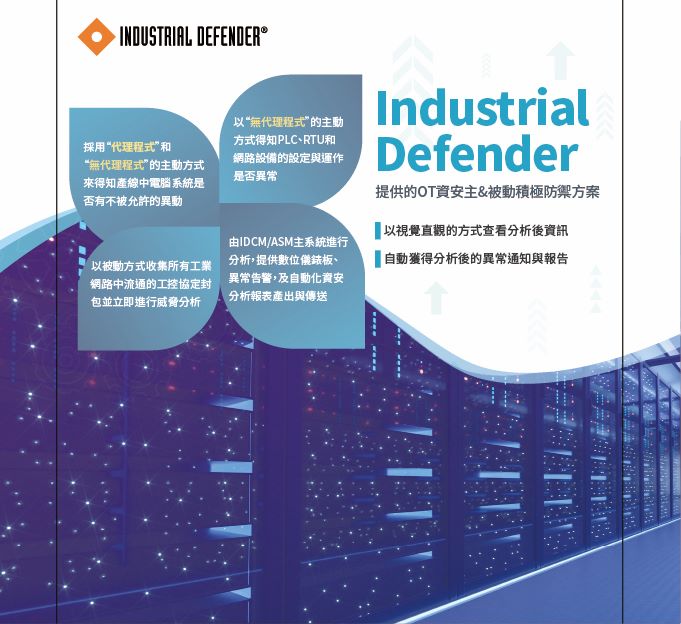 INDUSTRIAL DEFENDER®
採用“代理程式”和
“無代理程式”的主動方式
來得知產線中電腦系統是
否有不被允許的異動
以“無代理程式”的主動
方式得知PLC、RTU和
網路設備的設定與運作
是否異常
以被動方式收集所有工業
網路中流通的工控協定封
包並立即進行威脅分析
由IDCM/ASM主系統進行
分析,提供數位儀錶板、
異常告警,及自動化資安
分析報表產出與傳送
Industrial
Defender
提供的OT資安主&被動積極防禦方案
以視覺直觀的方式查看分析後資訊
自動獲得分析後的異常通知與報告